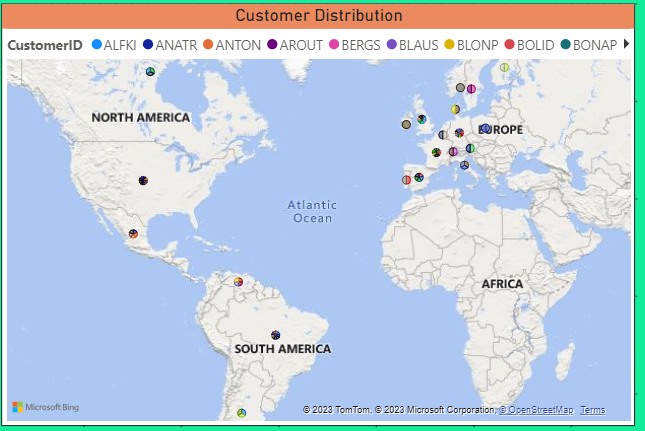 Customer Distribution
CustomerID ALFKI ANATR ANTON AROUT BERGS BLAUS BLONP BOLID BONAP
NORTH AMERICA
EUROPE
Atlantic
Ocean
AFRICA
SOUTH AMERICA
Microsoft Bing
© 2023 TomTom, © 2023 Microsoft Corporation, © OpenStreetMap Terms